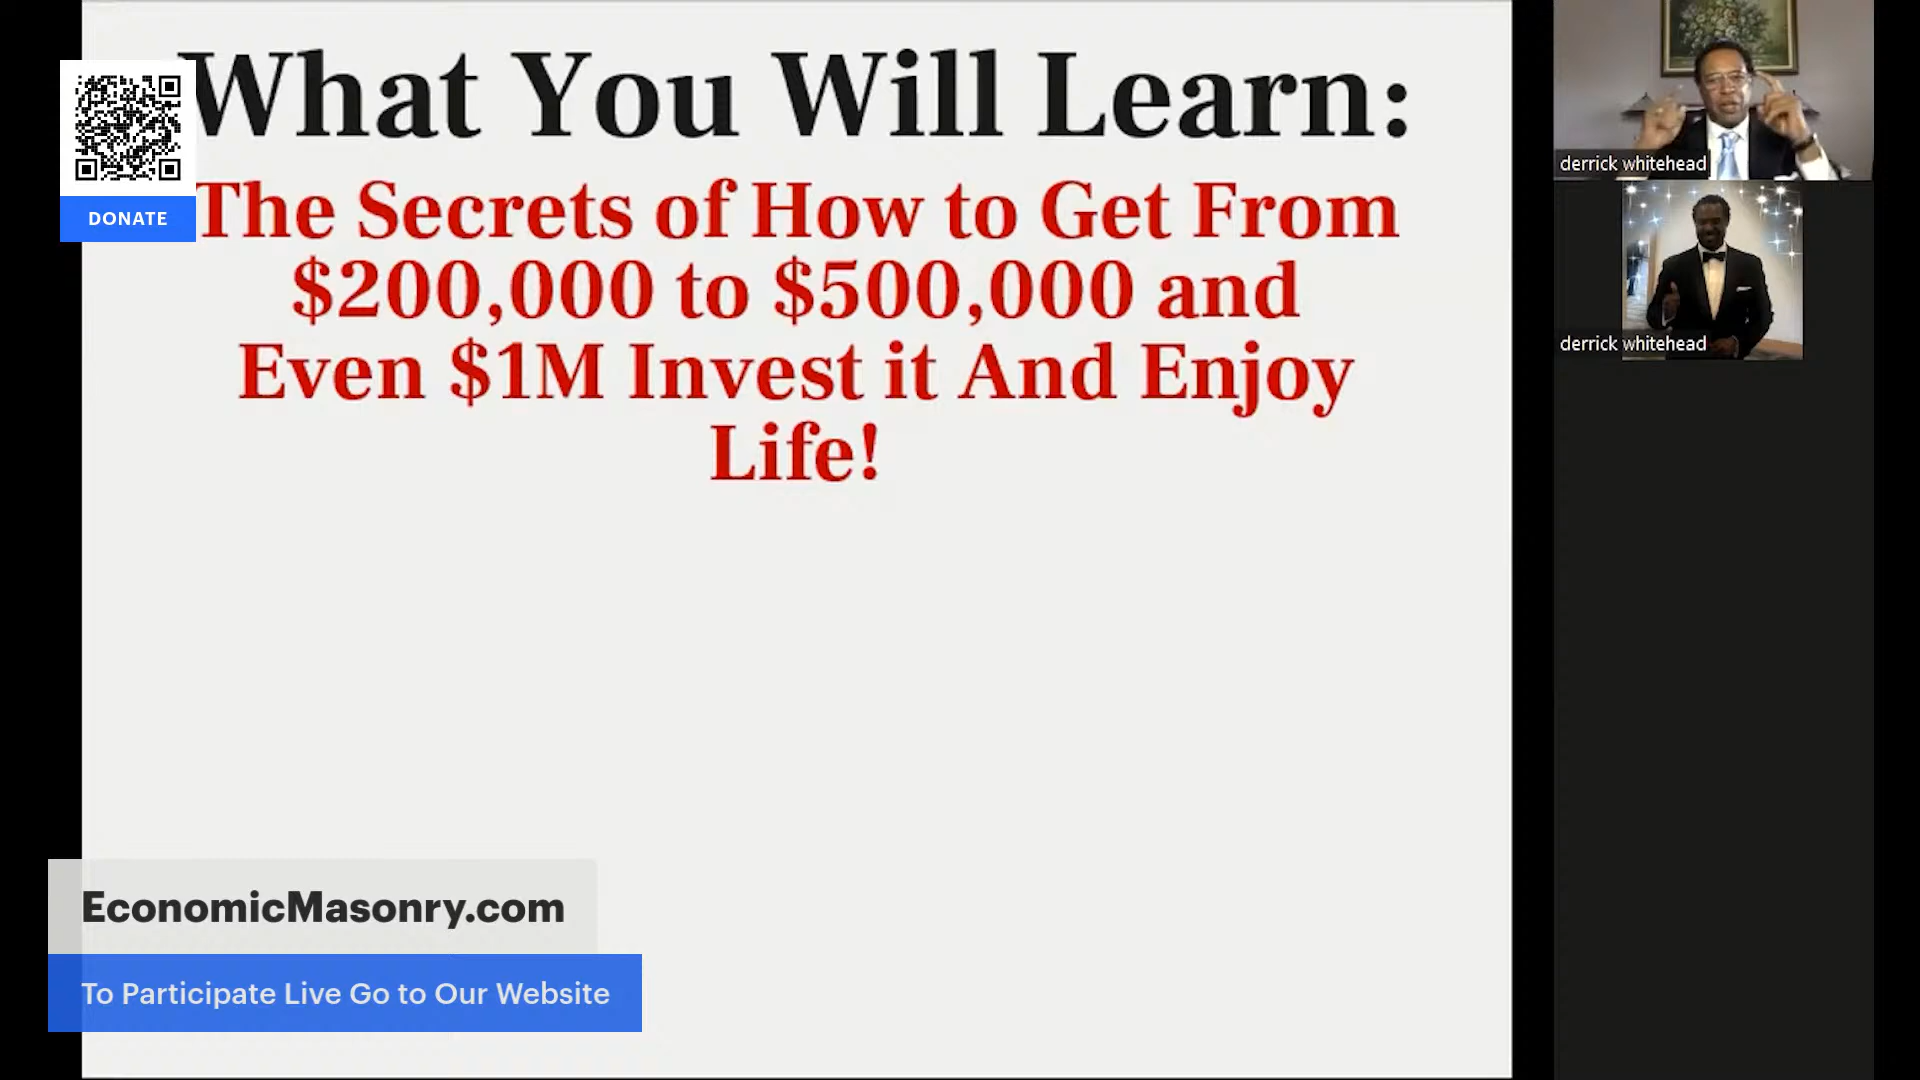 What You Will Learn:
The Secrets of How to Get From
$200,000 to $500,000 and
Even $1M Invest it And Enjoy
Life!
DONATE
derrick whitehead
derrick whitehead
EconomicMasonry.com
To Participate Live Go to Our Website